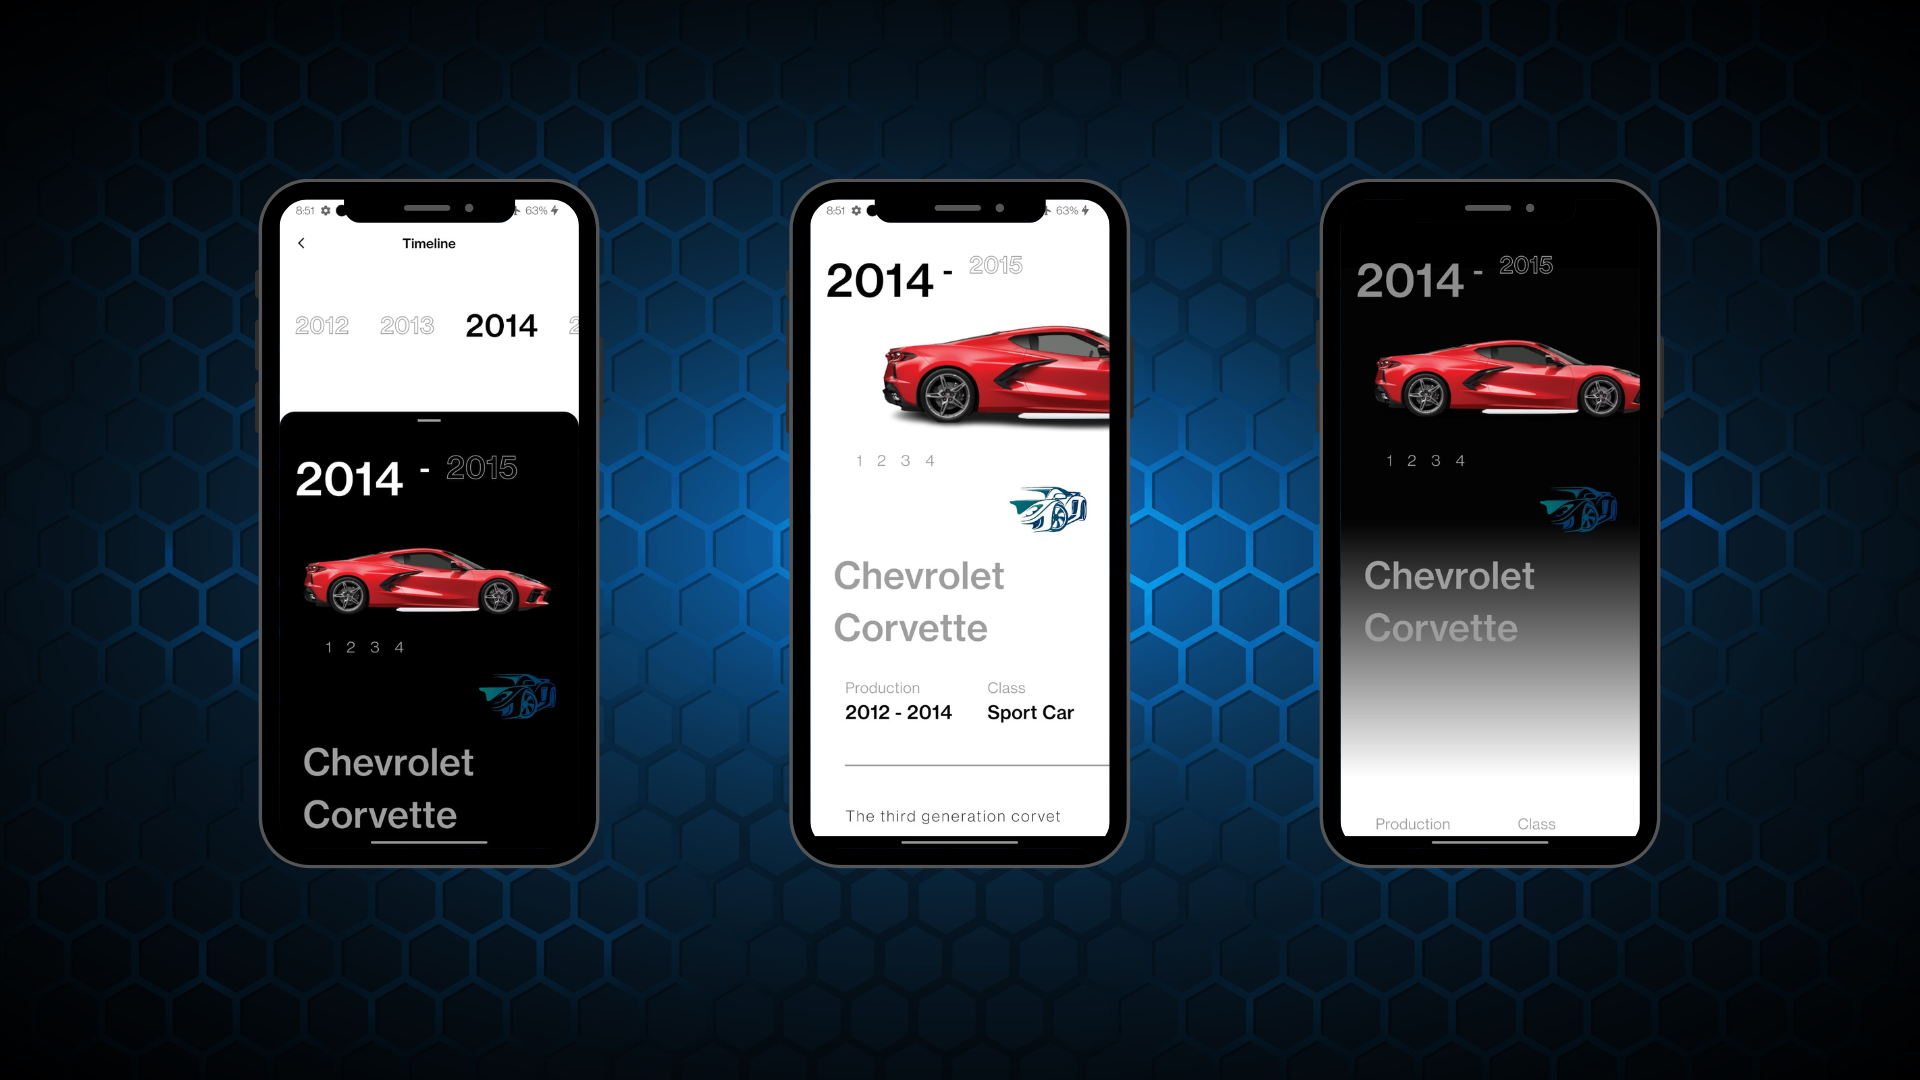 8:51 63%
Timeline
2012 2013 2014
2014 - 2015
1 2 3 4
Chevrolet
Corvette
8:51 63%
2014 - 2015
1 2 3 4
Chevrolet
Corvette
Production Class
2012 - 2014 Sport Car
The third generation corvet
2014 - 2015
1 2 3 4
Chevrolet
Corvette
Production Class